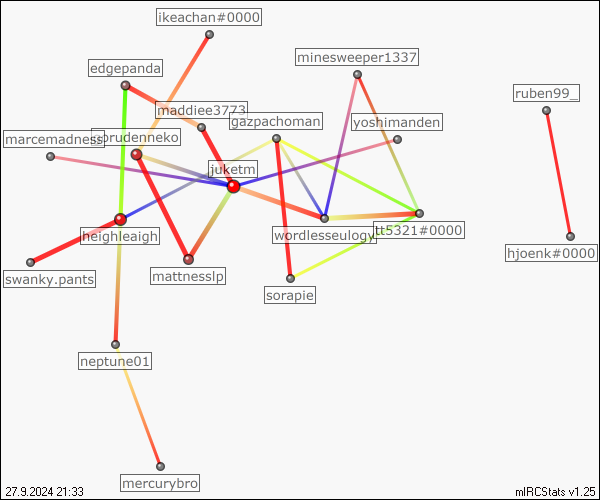 ikeachan#0000
minesweeper1337
edgepanda
ruben99_
maddiee3773
gazpachoman
yoshimanden
marcemadness
prudenneko
juketm
heighleaigh
wordlesseulogy
tt5321#0000
hjoenk#0000
swanky.pants
mattnesslp
sorapie
neptune01
mercurybro
27.9.2024 21:33
mIRCStats v1.25